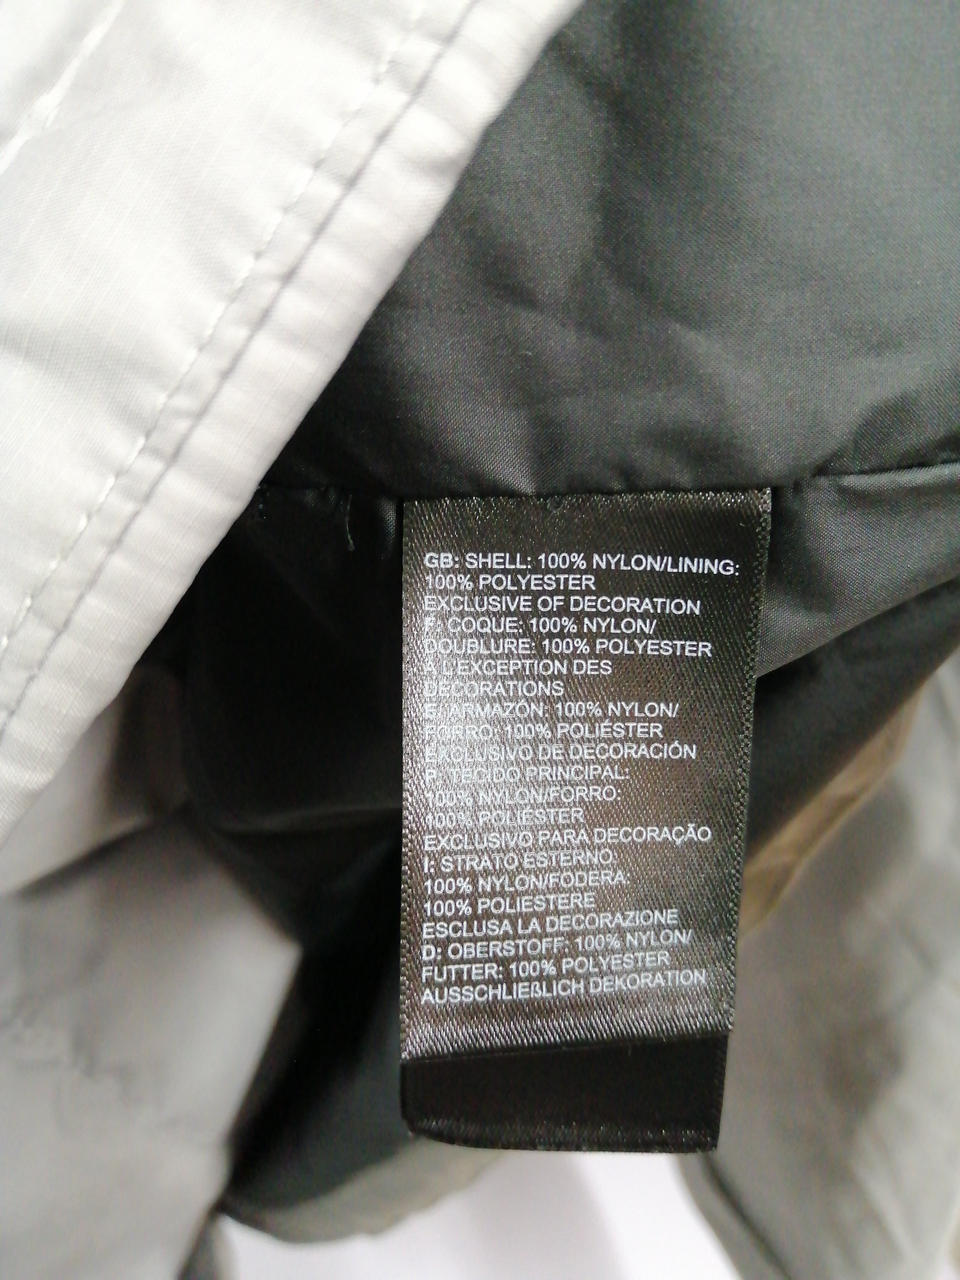 GB: SHELL: 100% NYLON/LINING:
100% POLYESTER
EXCLUSIVE OF DECORATION
F: COQUE: 100% NYLON/
DOUBLURE: 100% POLYESTER
A L'EXCEPTION DES
DECORATIONS
E: ARMAZÓN: 100% NYLON/
FORRO: 100% POLIÉSTER
EXCLUSIVO DE DECORACIÓN
P: TECIDO PRINCIPAL:
100% NYLON/FORRO:
100% POLIÉSTER
EXCLUSIVO PARA DECORAÇÃO
I: STRATO ESTERNO:
100% NYLON/FODERA:
100% POLIESTERE
ESCLUSA LA DECORAZIONE
D: OBERSTOFF: 100% NYLON/
FUTTER: 100% POLYESTER
AUSSCHLIEßLICH DEKORATION